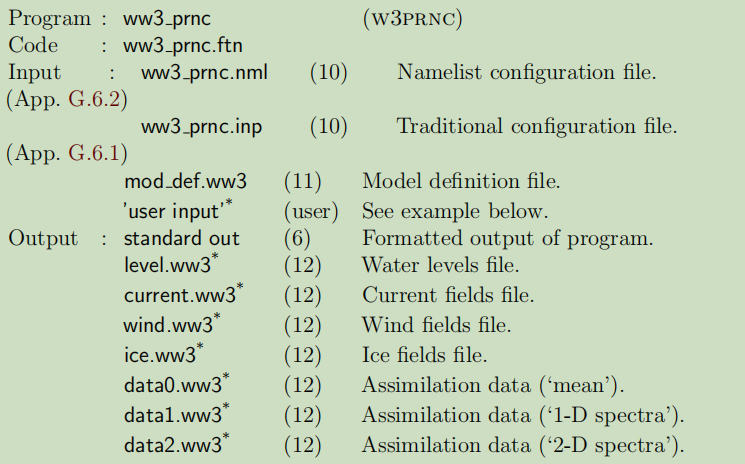 Program : ww3_prnc (W3PRNC)
Code : ww3_prnc.ftn
Input : ww3_prnc.nml (10) Namelist configuration file.
(App. G.6.2)
ww3_prnc.inp (10) Traditional configuration file.
(App. G.6.1)
mod_def.ww3 (11) Model definition file.
'user input'* (user) See example below.
Output : standard out (6) Formatted output of program.
level.ww3* (12) Water levels file.
current.ww3* (12) Current fields file.
wind.ww3* (12) Wind fields file.
ice.ww3* (12) Ice fields file.
data0.ww3* (12) Assimilation data (‘mean’).
data1.ww3* (12) Assimilation data (‘1-D spectra’).
data2.ww3* (12) Assimilation data (‘2-D spectra’).